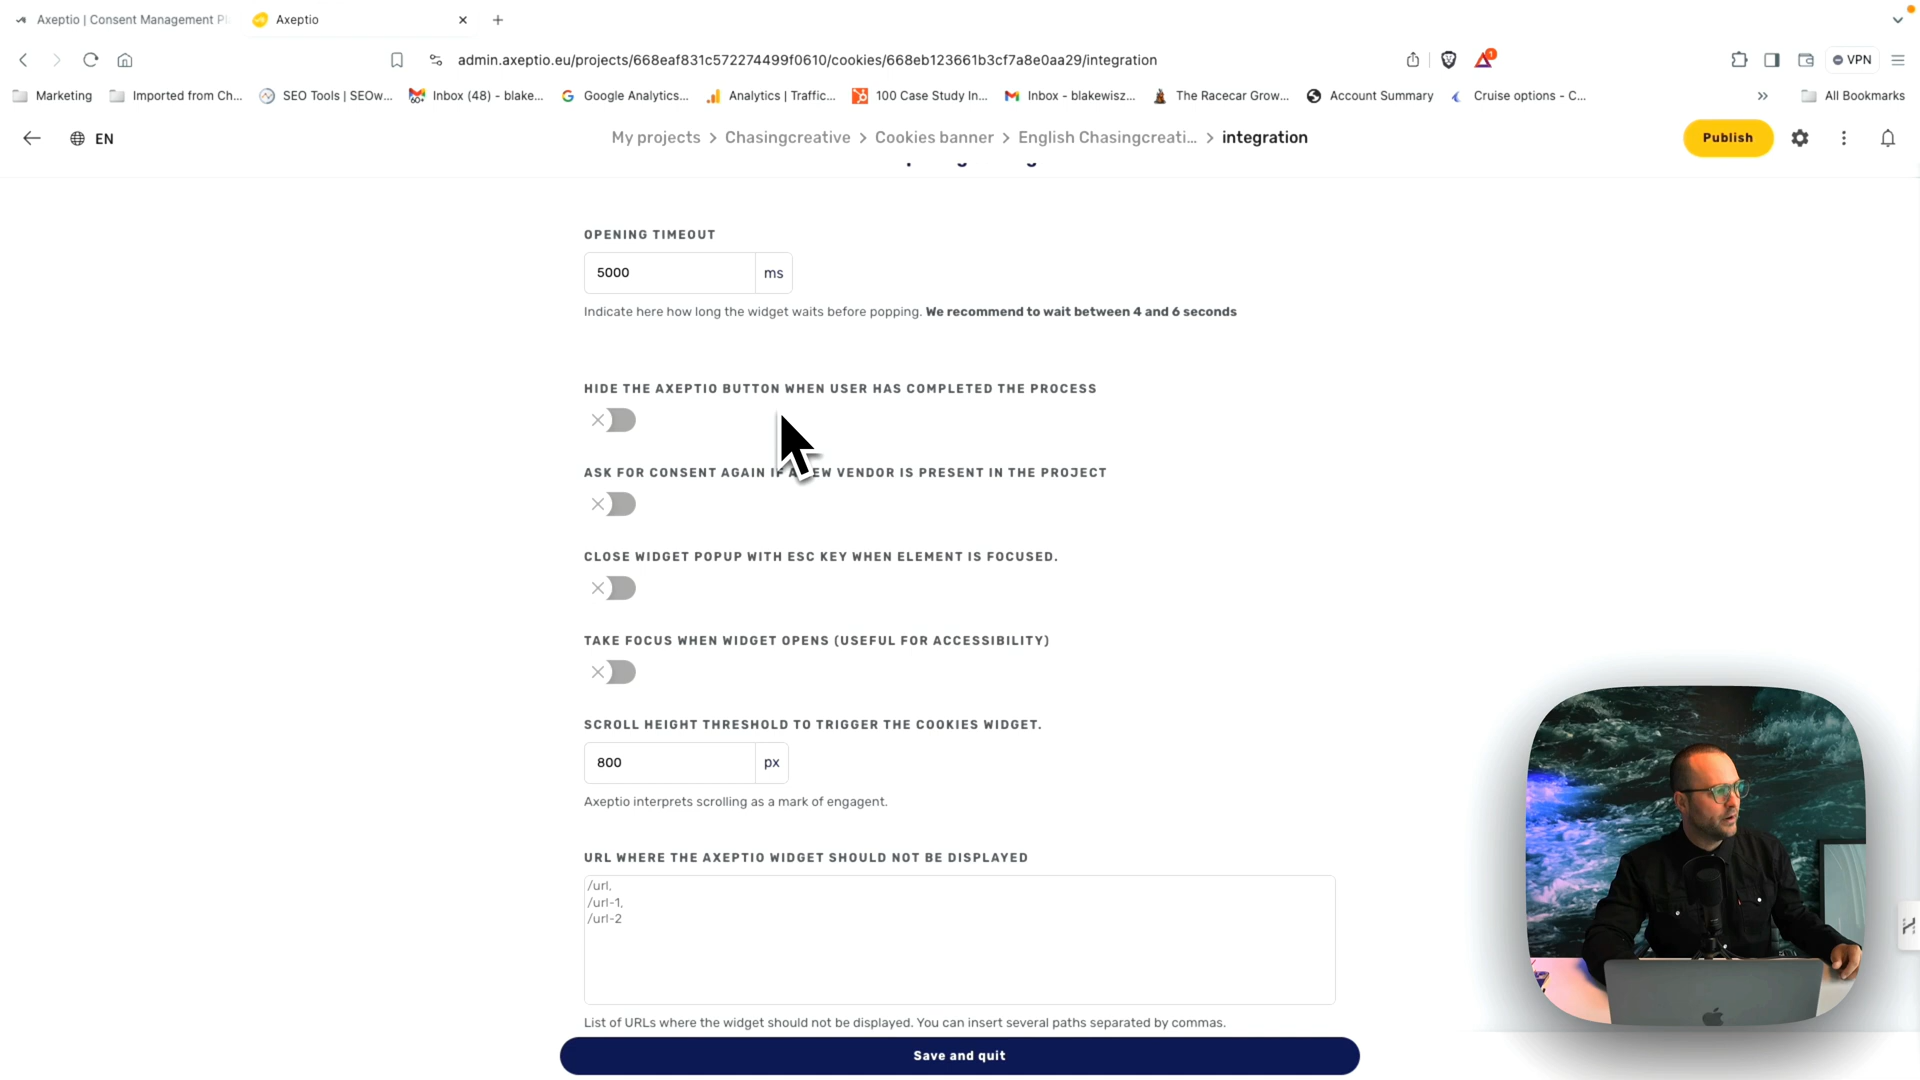 Axeptio | Consent Management Pl
Axeptio
admin.axeptio.eu/projects/668eaf831c572274499f0610/cookies/668eb123661b3cf7a8e0aa29/integration
1
VPN
Marketing
Imported from Ch...
SEO Tools | SEOw...
Inbox (48) - blake...
Google Analytics...
Analytics | Traffic...
100 Case Study In...
Inbox - blakewisz...
The Racecar Grow...
Account Summary
Cruise options - C...
All Bookmarks
EN
My projects > Chasingcreative > Cookies banner > English Chasingcreati... > integration
Publish
OPENING TIMEOUT
5000 ms
Indicate here how long the widget waits before popping. We recommend to wait between 4 and 6 seconds
HIDE THE AXEPTIO BUTTON WHEN USER HAS COMPLETED THE PROCESS
ASK FOR CONSENT AGAIN IF A NEW VENDOR IS PRESENT IN THE PROJECT
CLOSE WIDGET POPUP WITH ESC KEY WHEN ELEMENT IS FOCUSED.
TAKE FOCUS WHEN WIDGET OPENS (USEFUL FOR ACCESSIBILITY)
SCROLL HEIGHT THRESHOLD TO TRIGGER THE COOKIES WIDGET.
800 px
Axeptio interprets scrolling as a mark of engagent.
URL WHERE THE AXEPTIO WIDGET SHOULD NOT BE DISPLAYED
/url,
/url-1,
/url-2
List of URLs where the widget should not be displayed. You can insert several paths separated by commas.
Save and quit